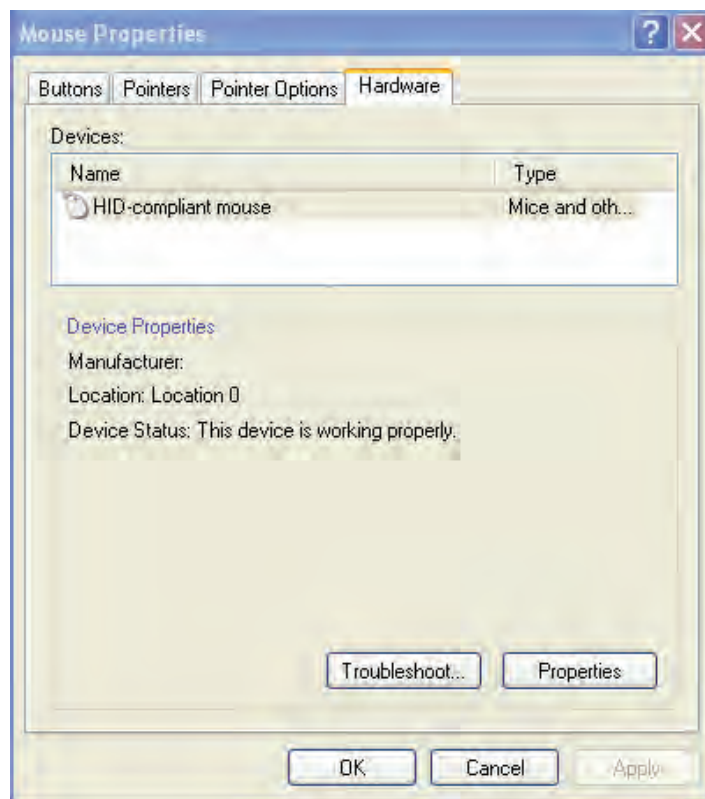 Mouse Properties
?
Buttons Pointers Pointer Options Hardware
Devices:
Name Type
HID-compliant mouse Mice and oth...
Device Properties
Manufacturer:
Location: Location 0
Device Status: This device is working properly.
Troubleshoot... Properties
OK Cancel Apply